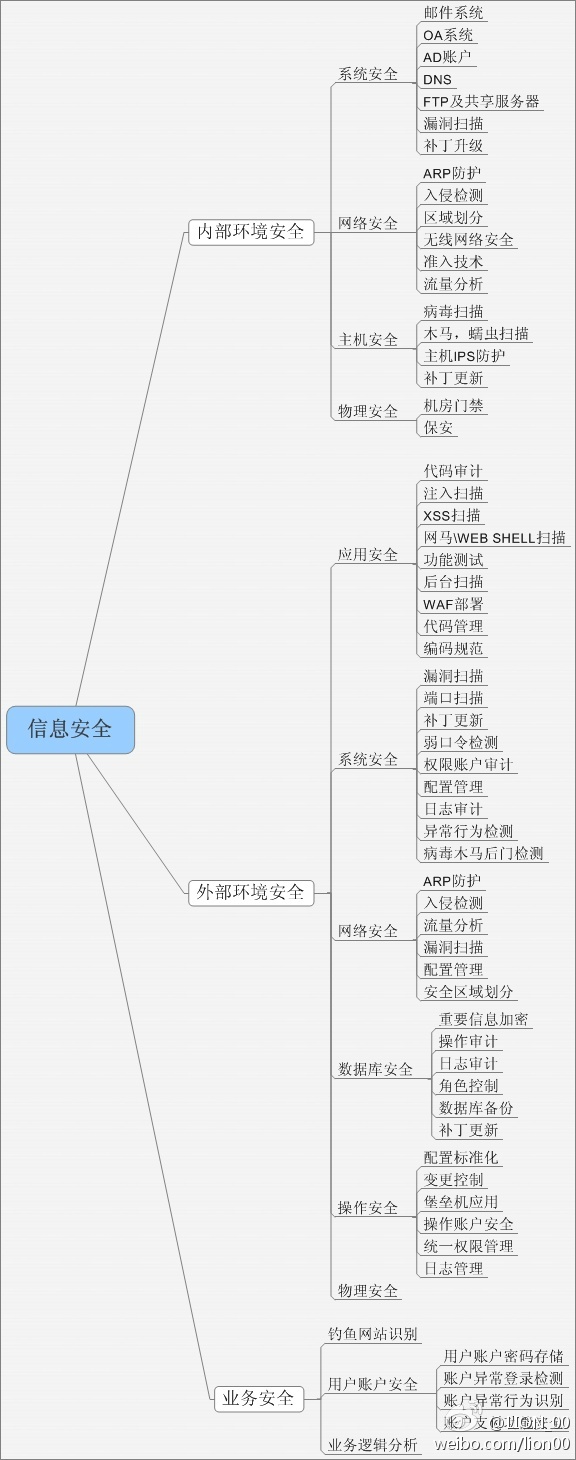 信息安全
内部环境安全
系统安全
邮件系统
OA系统
AD账户
DNS
FTP及共享服务器
漏洞扫描
补丁升级
网络安全
ARP防护
入侵检测
区域划分
无线网络安全
准入技术
流量分析
主机安全
病毒扫描
木马，蠕虫扫描
主机IPS防护
补丁更新
物理安全
机房门禁
保安
外部环境安全
应用安全
代码审计
注入扫描
XSS扫描
网马\WEB SHELL扫描
功能测试
后台扫描
WAF部署
代码管理
编码规范
系统安全
漏洞扫描
端口扫描
补丁更新
弱口令检测
权限账户审计
配置管理
日志审计
异常行为检测
病毒木马后门检测
网络安全
ARP防护
入侵检测
流量分析
漏洞扫描
配置管理
安全区域划分
数据库安全
重要信息加密
操作审计
日志审计
角色控制
数据库备份
补丁更新
操作安全
配置标准化
变更控制
堡垒机应用
操作账户安全
统一权限管理
日志管理
物理安全
业务安全
钓鱼网站识别
用户账户安全
用户账户密码存储
账户异常登录检测
账户异常行为识别
账户支
业务逻辑分析
weibo.com/lion00